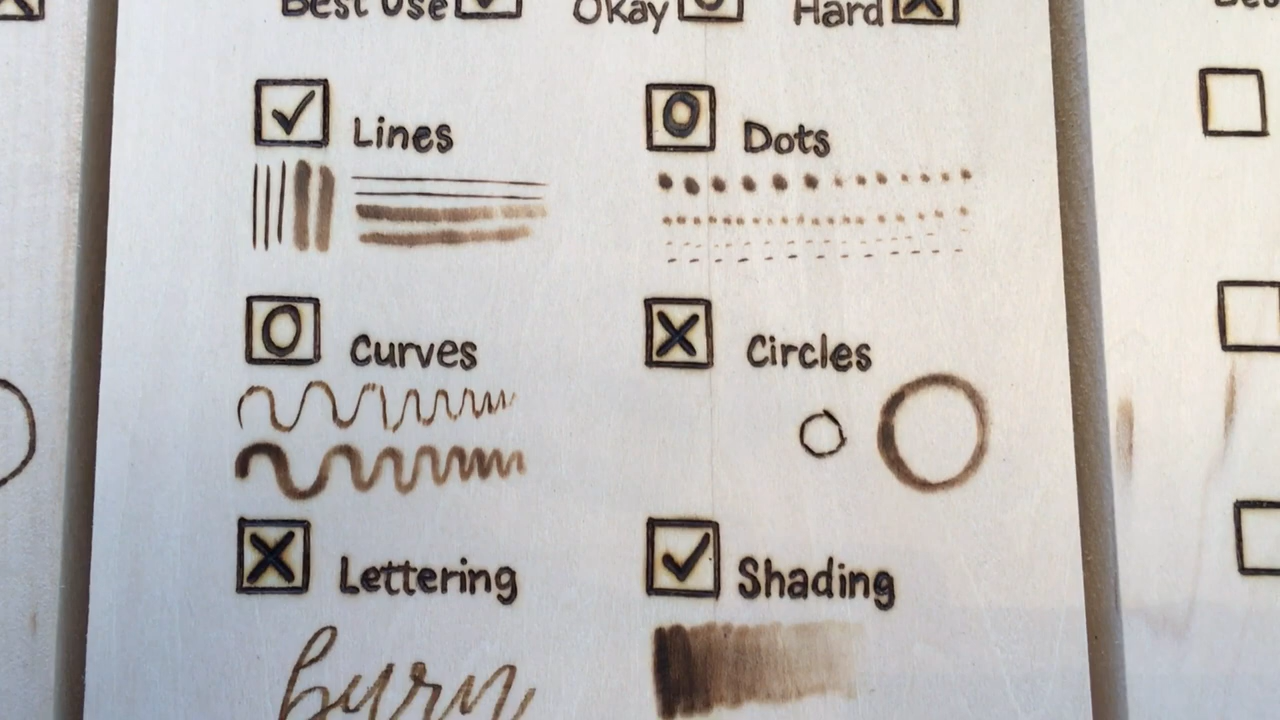 Best Use Okay Hard
Lines Dots
Curves Circles
Lettering Shading
burn